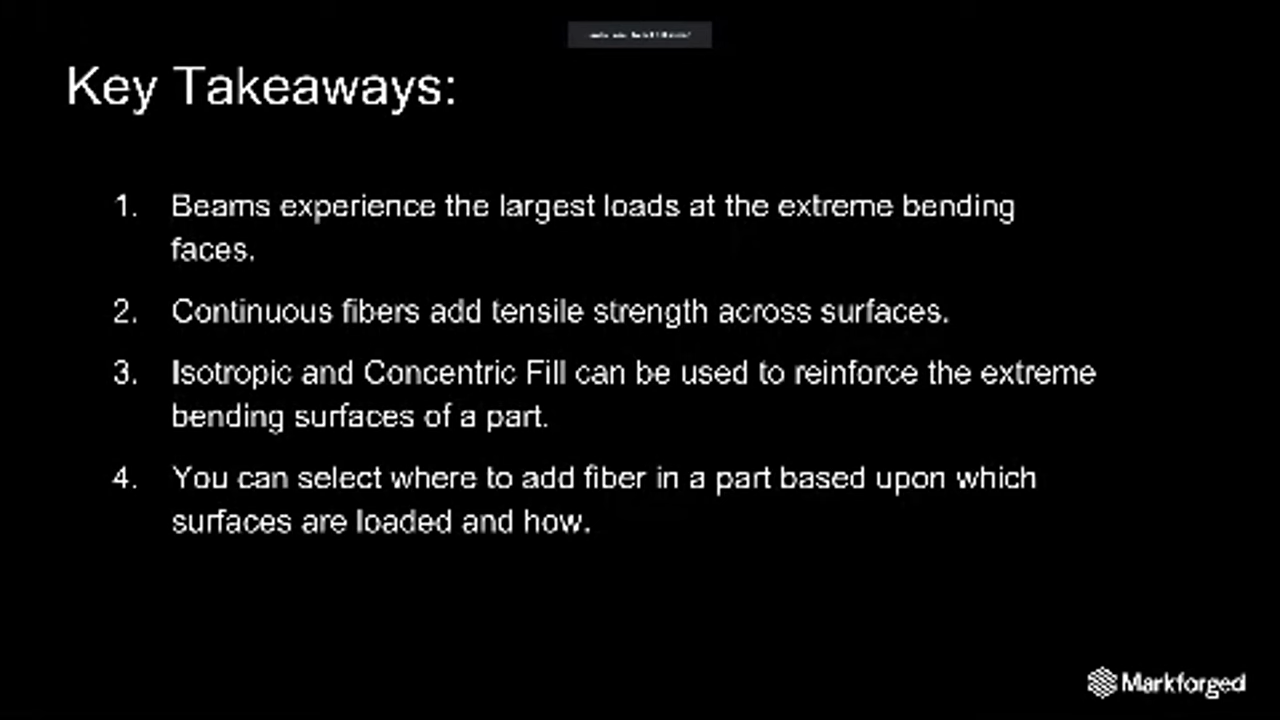 Key Takeaways:
1. Beams experience the largest loads at the extreme bending
faces.
2. Continuous fibers add tensile strength across surfaces.
3. Isotropic and Concentric Fill can be used to reinforce the extreme
bending surfaces of a part.
4. You can select where to add fiber in a part based upon which
surfaces are loaded and how.
Markforged